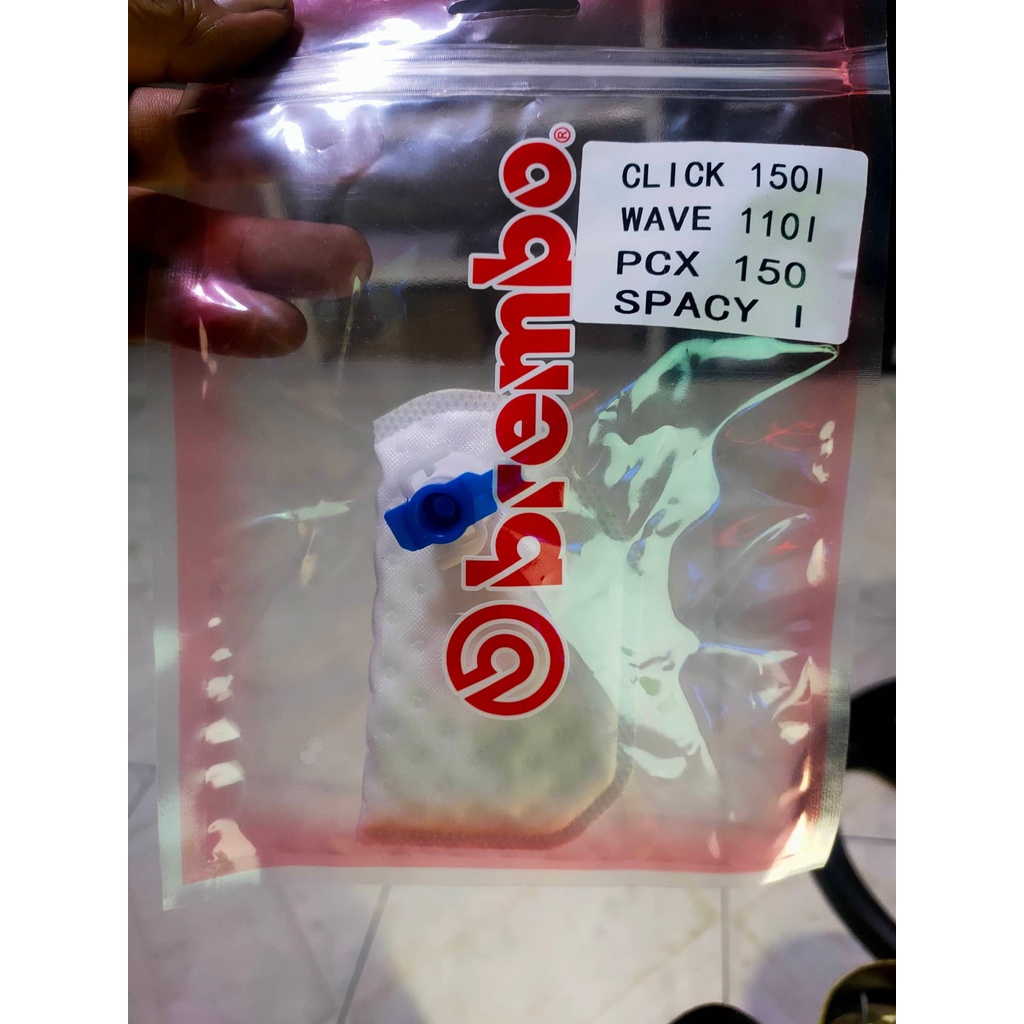 brembo®
CLICK 150I
WAVE 110I
PCX 150
SPACY I